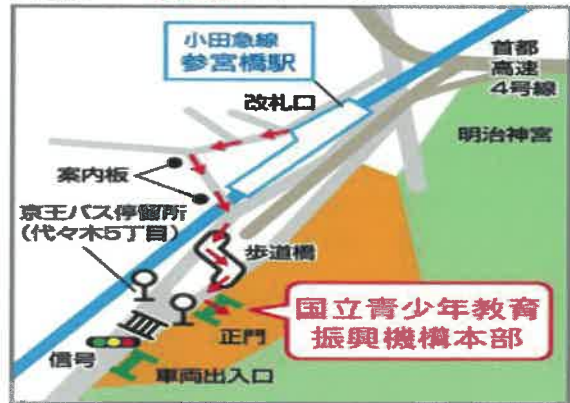 小田急線
参宮橋駅
改札口
首都
高速
4号線
明治神宮
案内板
京王バス停留所
(代々木5丁目)
歩道橋
国立青少年教育
振興機構本部
正門
信号
車両出入口